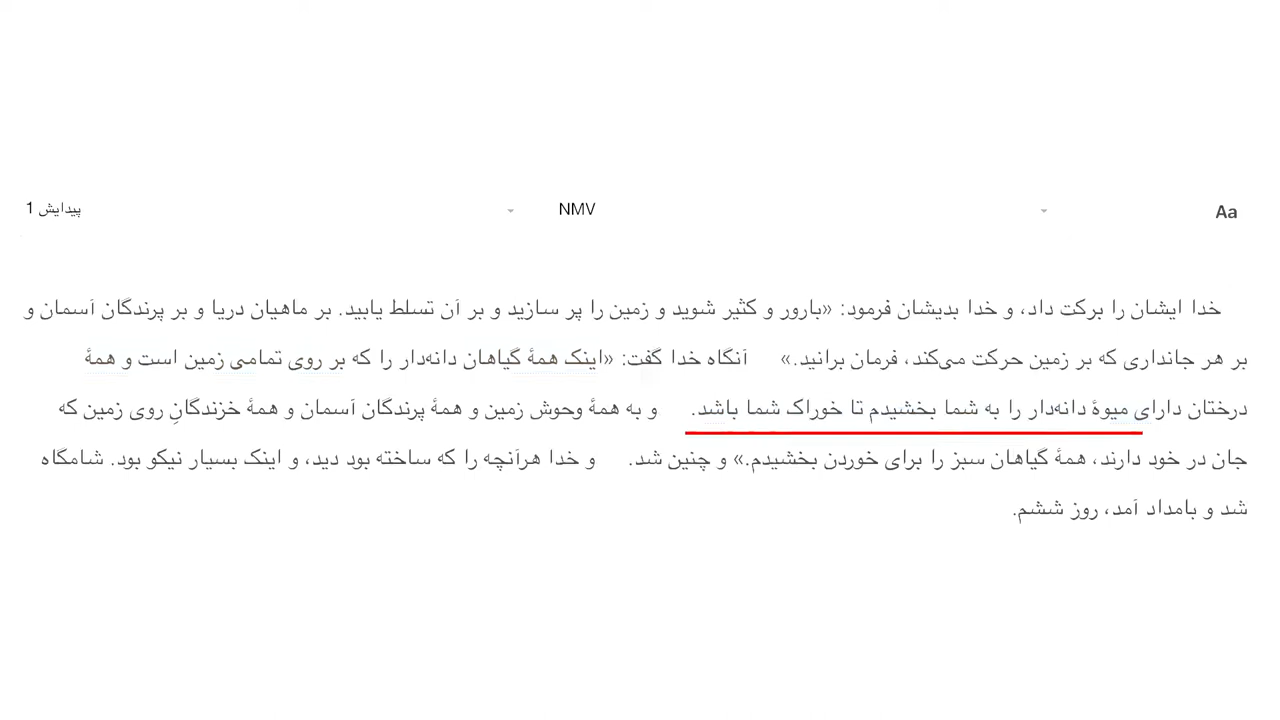 پیدایش 1
NMV
Aa
خدا ایشان را برکت داد، و خدا بدیشان فرمود: «بارور و کثیر شوید و زمین را پر سازید و بر آن تسلط یابید. بر ماهیان دریا و بر پرندگان آسمان و
بر هر جانداری که بر زمین حرکت می‌کند، فرمان برانید.» آنگاه خدا گفت: «اینک همهٔ گیاهان دانه‌دار را که بر روی تمامی زمین است و همهٔ
درختان دارای میوهٔ دانه‌دار را به شما بخشیدم تا خوراک شما باشد. و به همهٔ وحوش زمین و همهٔ پرندگان آسمان و همهٔ خزندگانِ روی زمین که
جان در خود دارند، همهٔ گیاهان سبز را برای خوردن بخشیدم.» و چنین شد. و خدا هرآنچه را که ساخته بود دید، و اینک بسیار نیکو بود. شامگاه
شد و بامداد آمد، روز ششم.